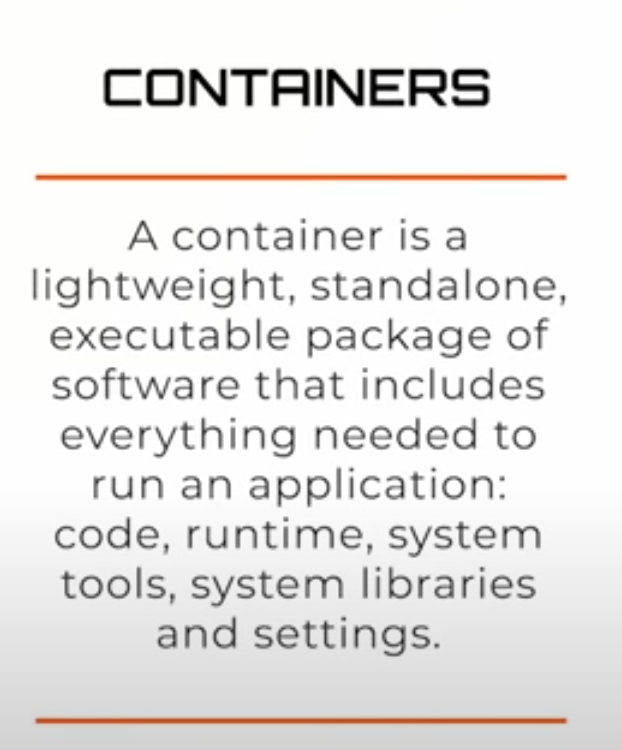 CONTAINERS
A container is a
lightweight, standalone,
executable package of
software that includes
everything needed to
run an application:
code, runtime, system
tools, system libraries
and settings.